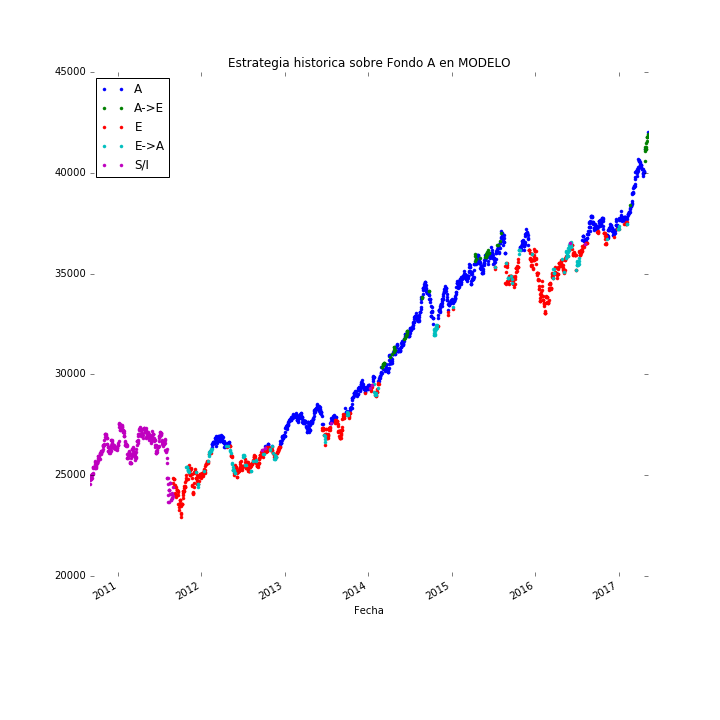 Estrategia historica sobre Fondo A en MODELO
45000
40000
35000
30000
25000
20000
A
A->E
E
E->A
S/I
2011
2012
2013
2014
2015
2016
2017
Fecha